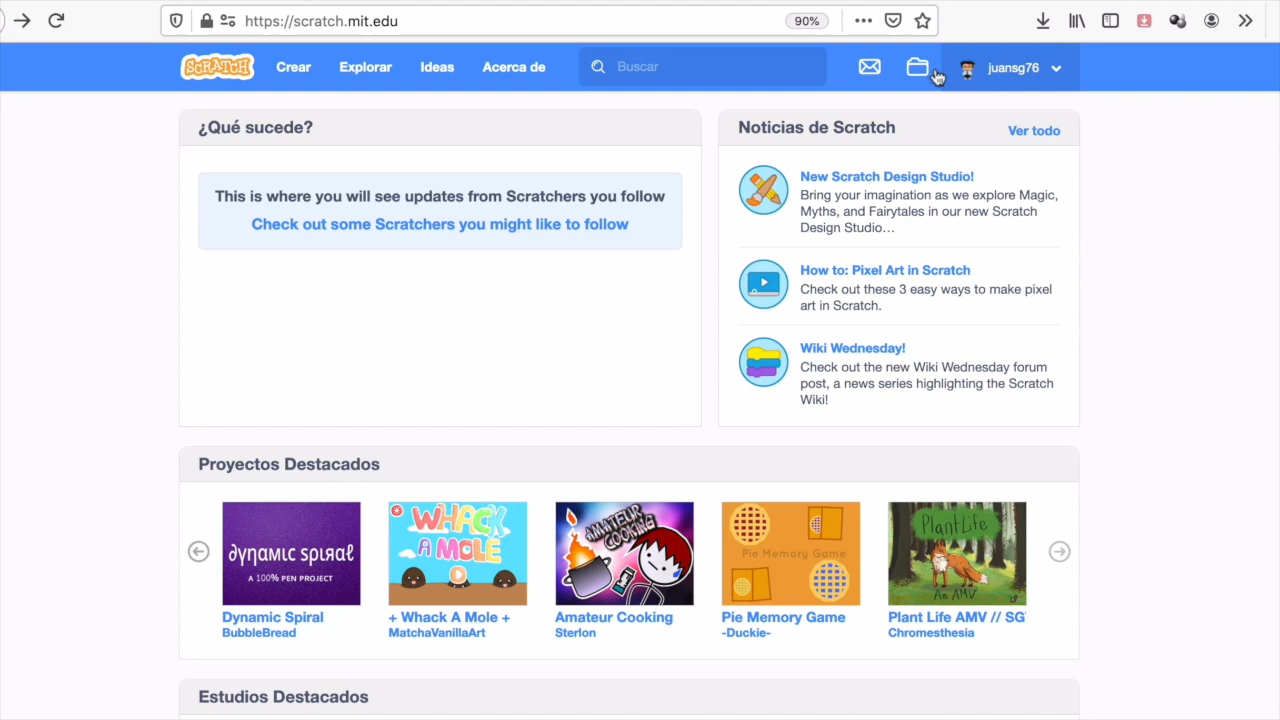 https://scratch.mit.edu
90%
SCRATCH
Crear
Explorar
Ideas
Acerca de
Buscar
juansg76
¿Qué sucede?
This is where you will see updates from Scratchers you follow
Check out some Scratchers you might like to follow
Noticias de Scratch
Ver todo
New Scratch Design Studio!
Bring your imagination as we explore Magic,
Myths, and Fairytales in our new Scratch
Design Studio…
How to: Pixel Art in Scratch
Check out these 3 easy ways to make pixel
art in Scratch.
Wiki Wednesday!
Check out the new Wiki Wednesday forum
post, a news series highlighting the Scratch
Wiki!
Proyectos Destacados
dynamic spiral
A 100% PEN PROJECT
Dynamic Spiral
BubbleBread
WHACK
A MOLE
+ Whack A Mole +
MatchaVanillaArt
AMATEUR
COOKING
Amateur Cooking
Sterlon
Pie Memory Game
Pie Memory Game
-Duckie-
PlantLife
An AMV
Plant Life AMV // SG
Chromesthesia
Estudios Destacados